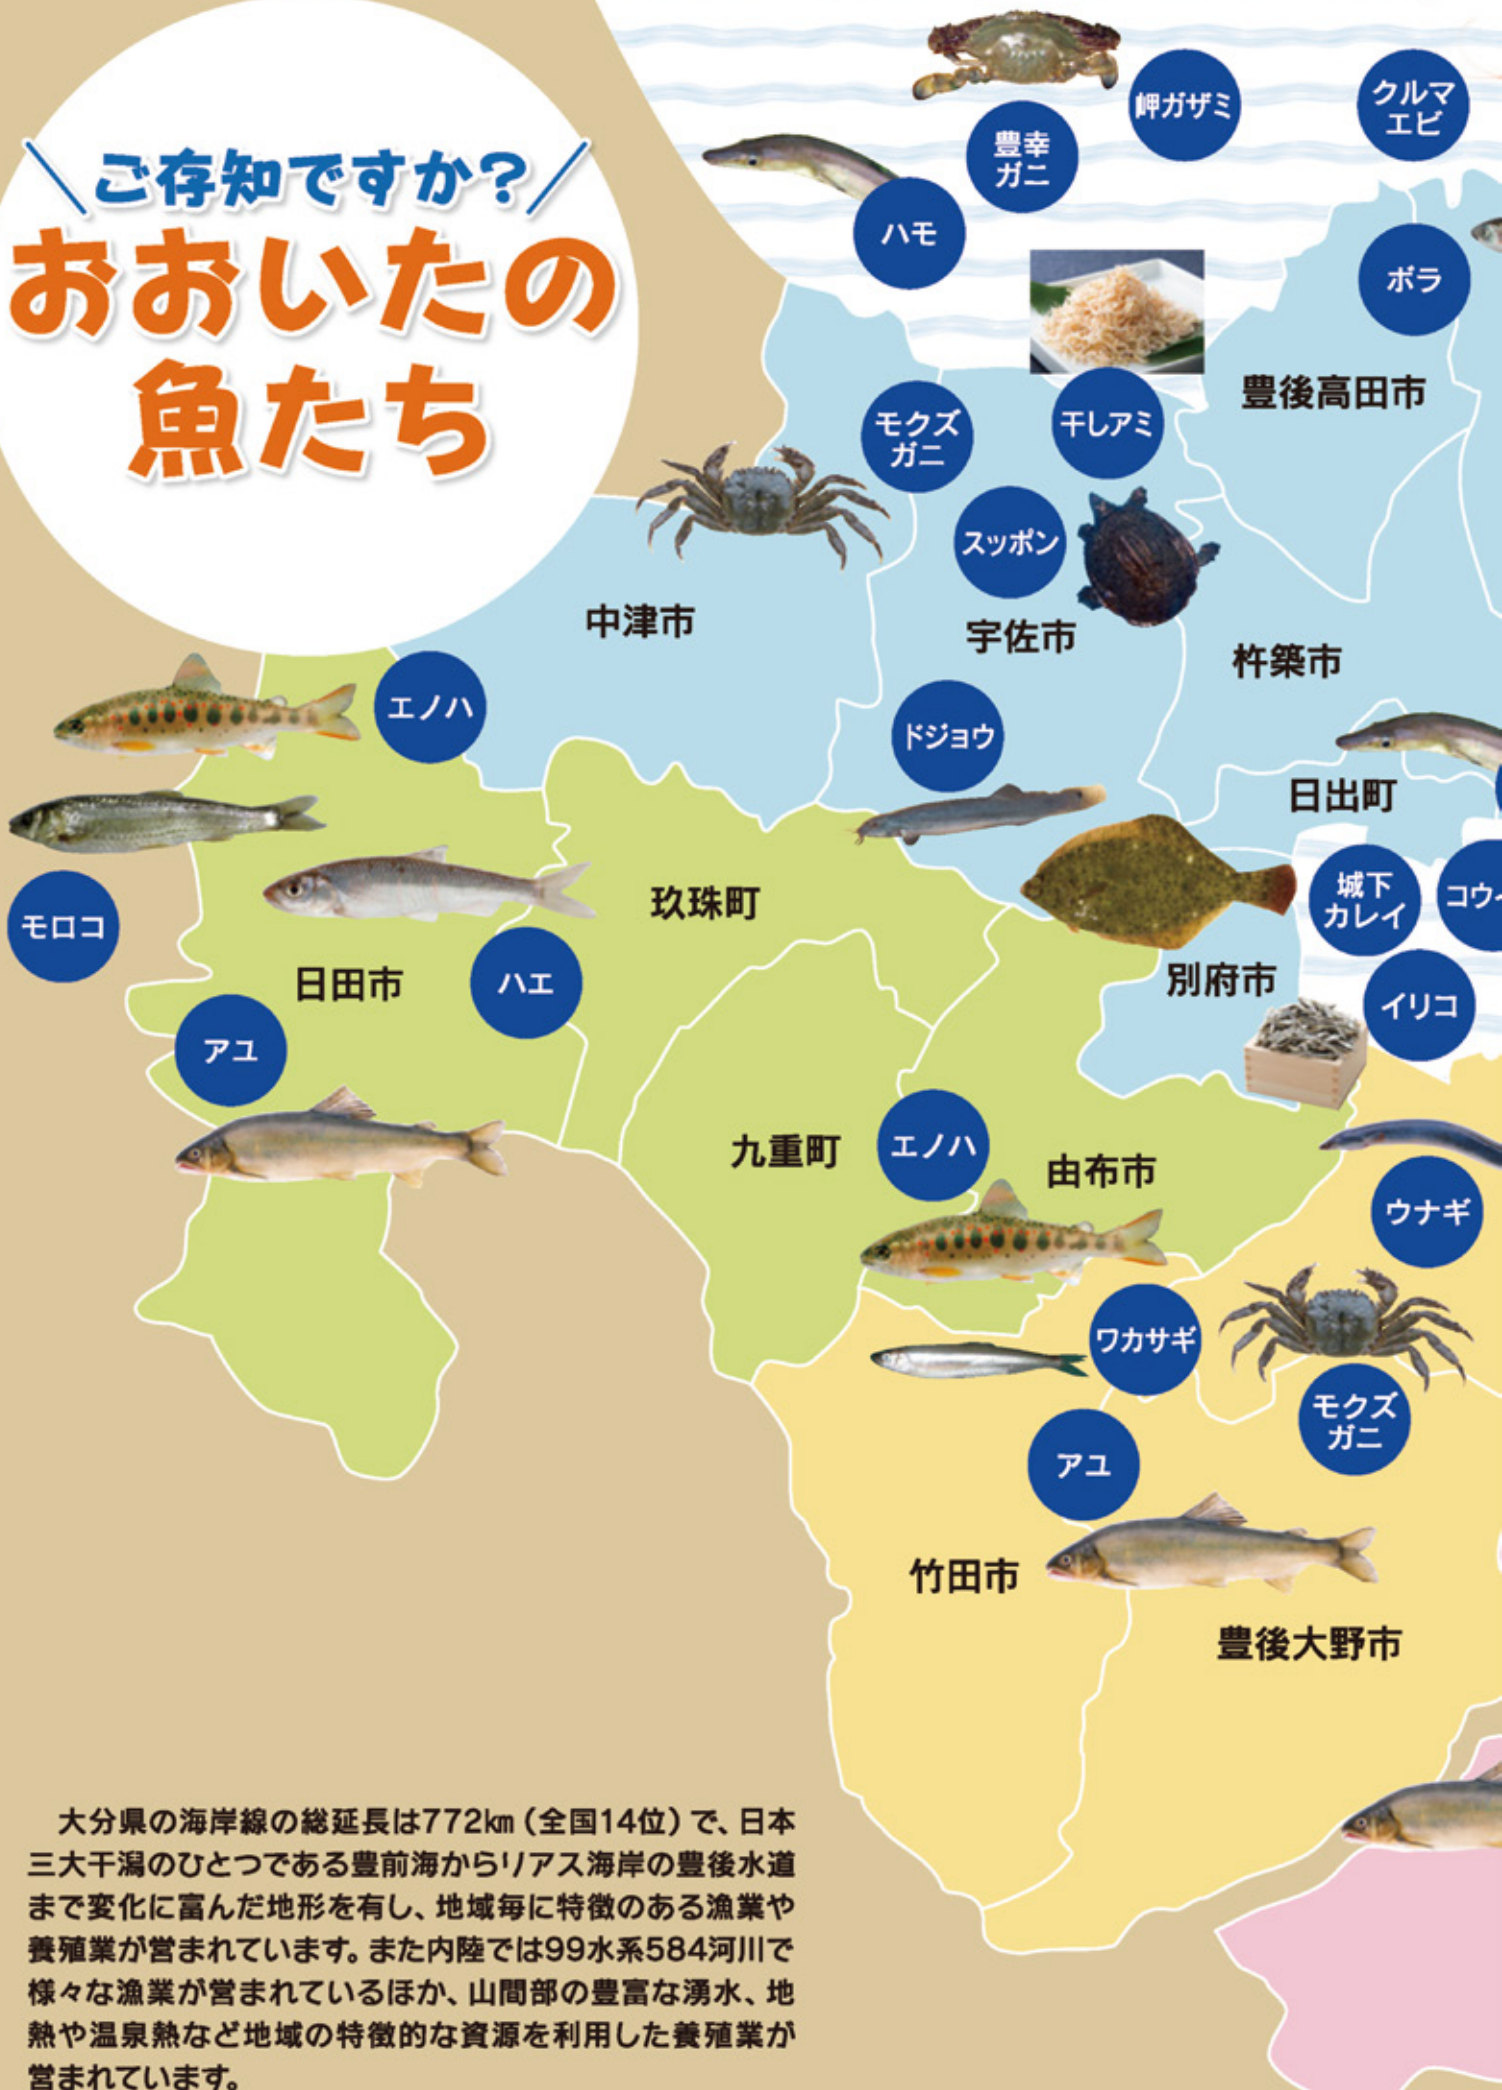 ご存知ですか?
おおいたの
魚たち
岬ガザミ
クルマ
エビ
豊幸
ガニ
ハモ
ボラ
豊後高田市
モクズ
ガニ
干しアミ
スッポン
中津市
宇佐市
杵築市
エノハ
ドジョウ
日出町
城下
カレイ
コウイ
玖珠町
モロコ
日田市
ハエ
別府市
イリコ
アユ
九重町
エノハ
由布市
ウナギ
ワカサギ
モクズ
ガニ
アユ
竹田市
豊後大野市
大分県の海岸線の総延長は772㎞(全国14位)で、日本
三大干潟のひとつである豊前海からリアス海岸の豊後水道
まで変化に富んだ地形を有し、地域毎に特徴のある漁業や
養殖業が営まれています。また内陸では99水系584河川で
様々な漁業が営まれているほか、山間部の豊富な湧水、地
熱や温泉熱など地域の特徴的な資源を利用した養殖業が
営まれています。